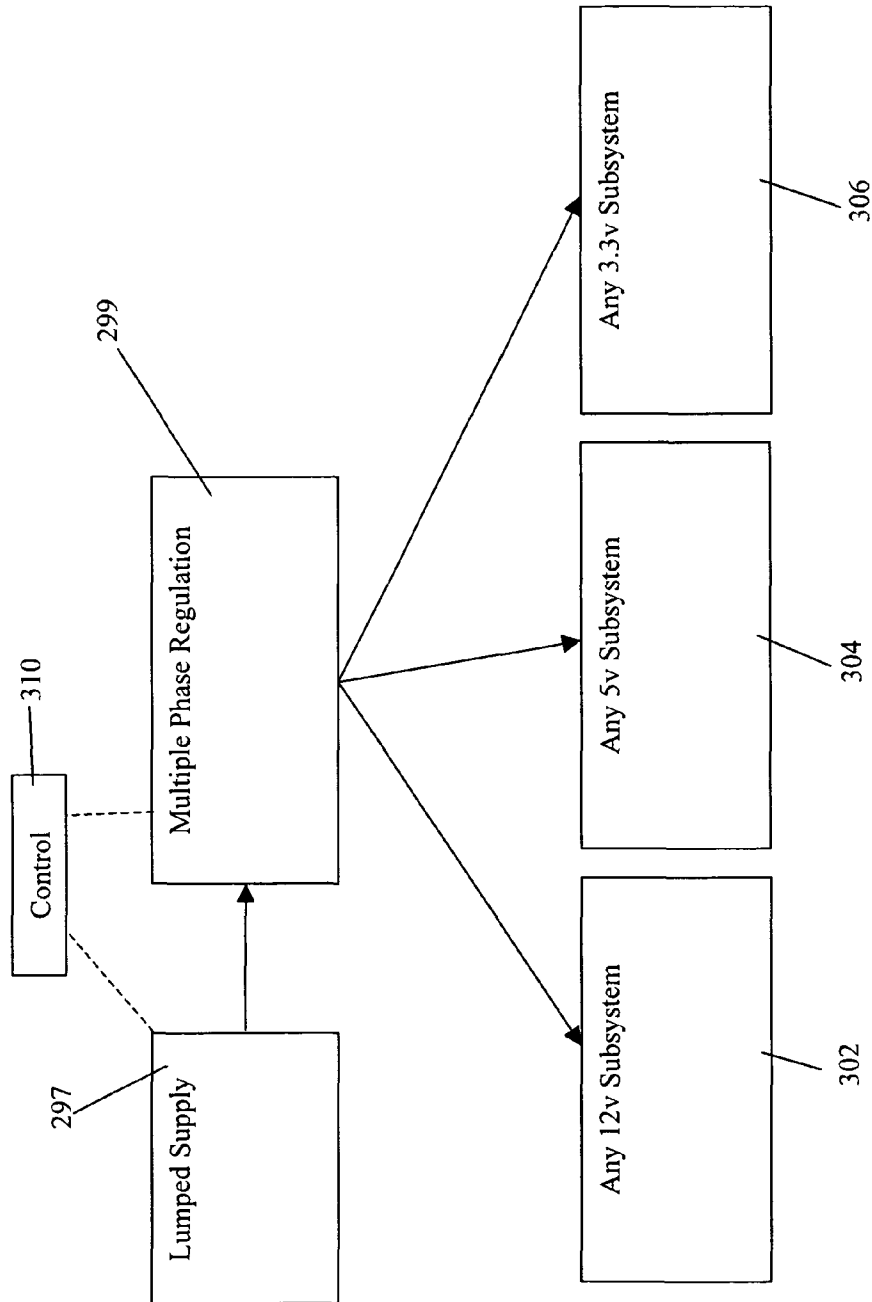 310
Control
297
299
Lumped Supply
Multiple Phase Regulation
Any 12v Subsystem
Any 5v Subsystem
Any 3.3v Subsystem
302
304
306